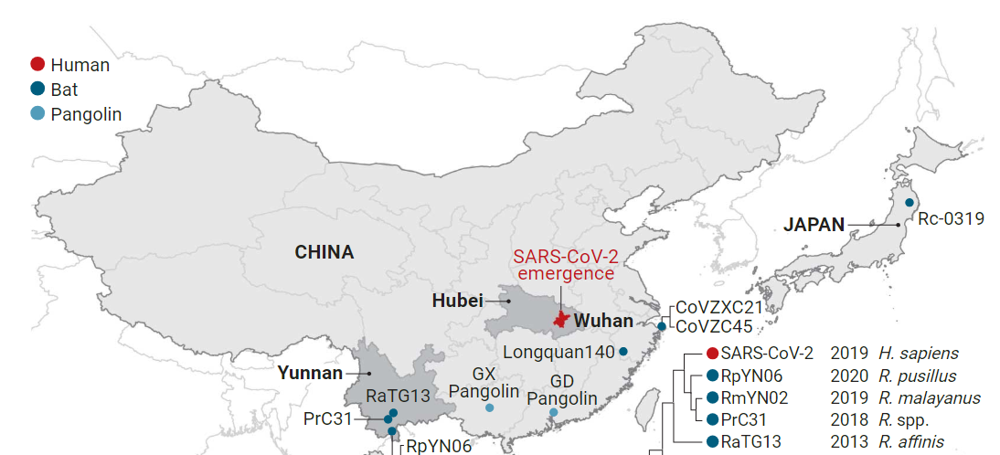 Human
Bat
Pangolin
CHINA
JAPAN
Rc-0319
SARS-CoV-2
emergence
Hubei
Wuhan
CoVZXC21
CoVZC45
Longquan140
Yunnan
GX
Pangolin
GD
Pangolin
RaTG13
PrC31
RpYN06
SARS-CoV-2 2019 H. sapiens
RpYN06 2020 R. pusillus
RmYN02 2019 R. malayanus
PrC31 2018 R. spp.
RaTG13 2013 R. affinis